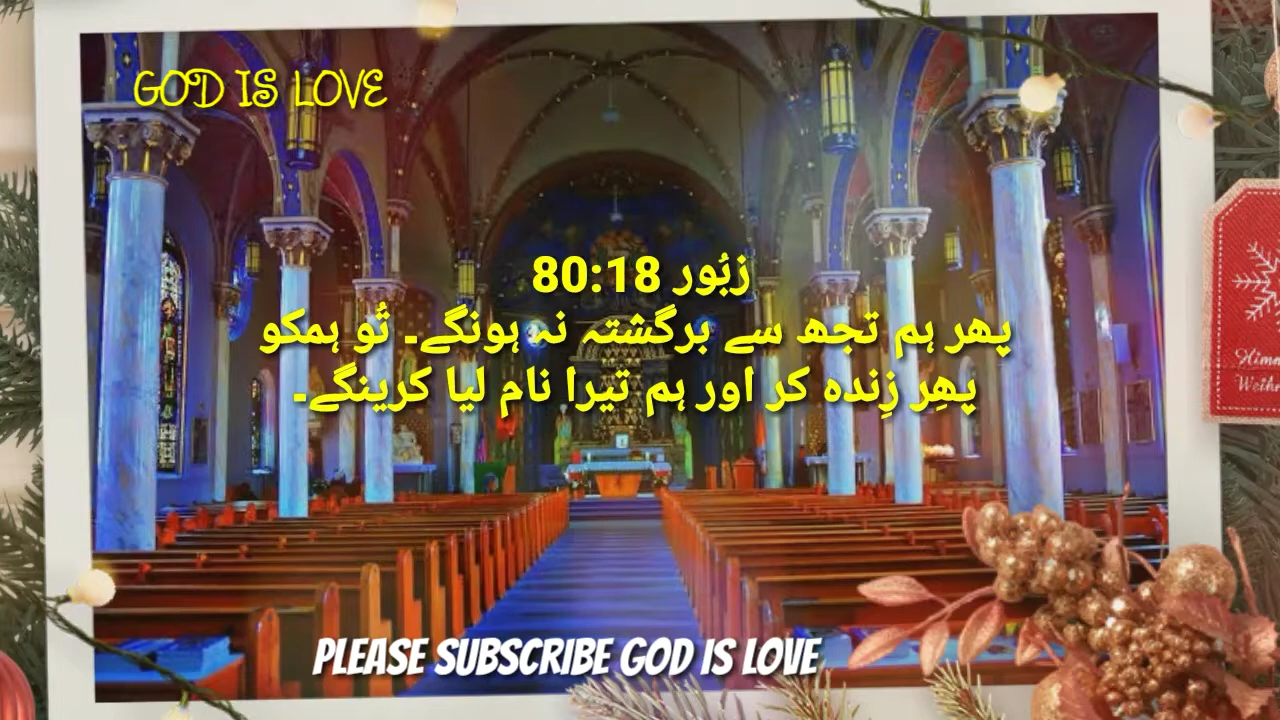 GOD IS LOVE
زبُور 80:18
پھر ہم تجھ سے برگشتہ نہ ہونگے۔ تُو ہمکو
پھِر زِندہ کر اور ہم تیرا نام لیا کرینگے۔
PLEASE SUBSCRIBE GOD IS LOVE